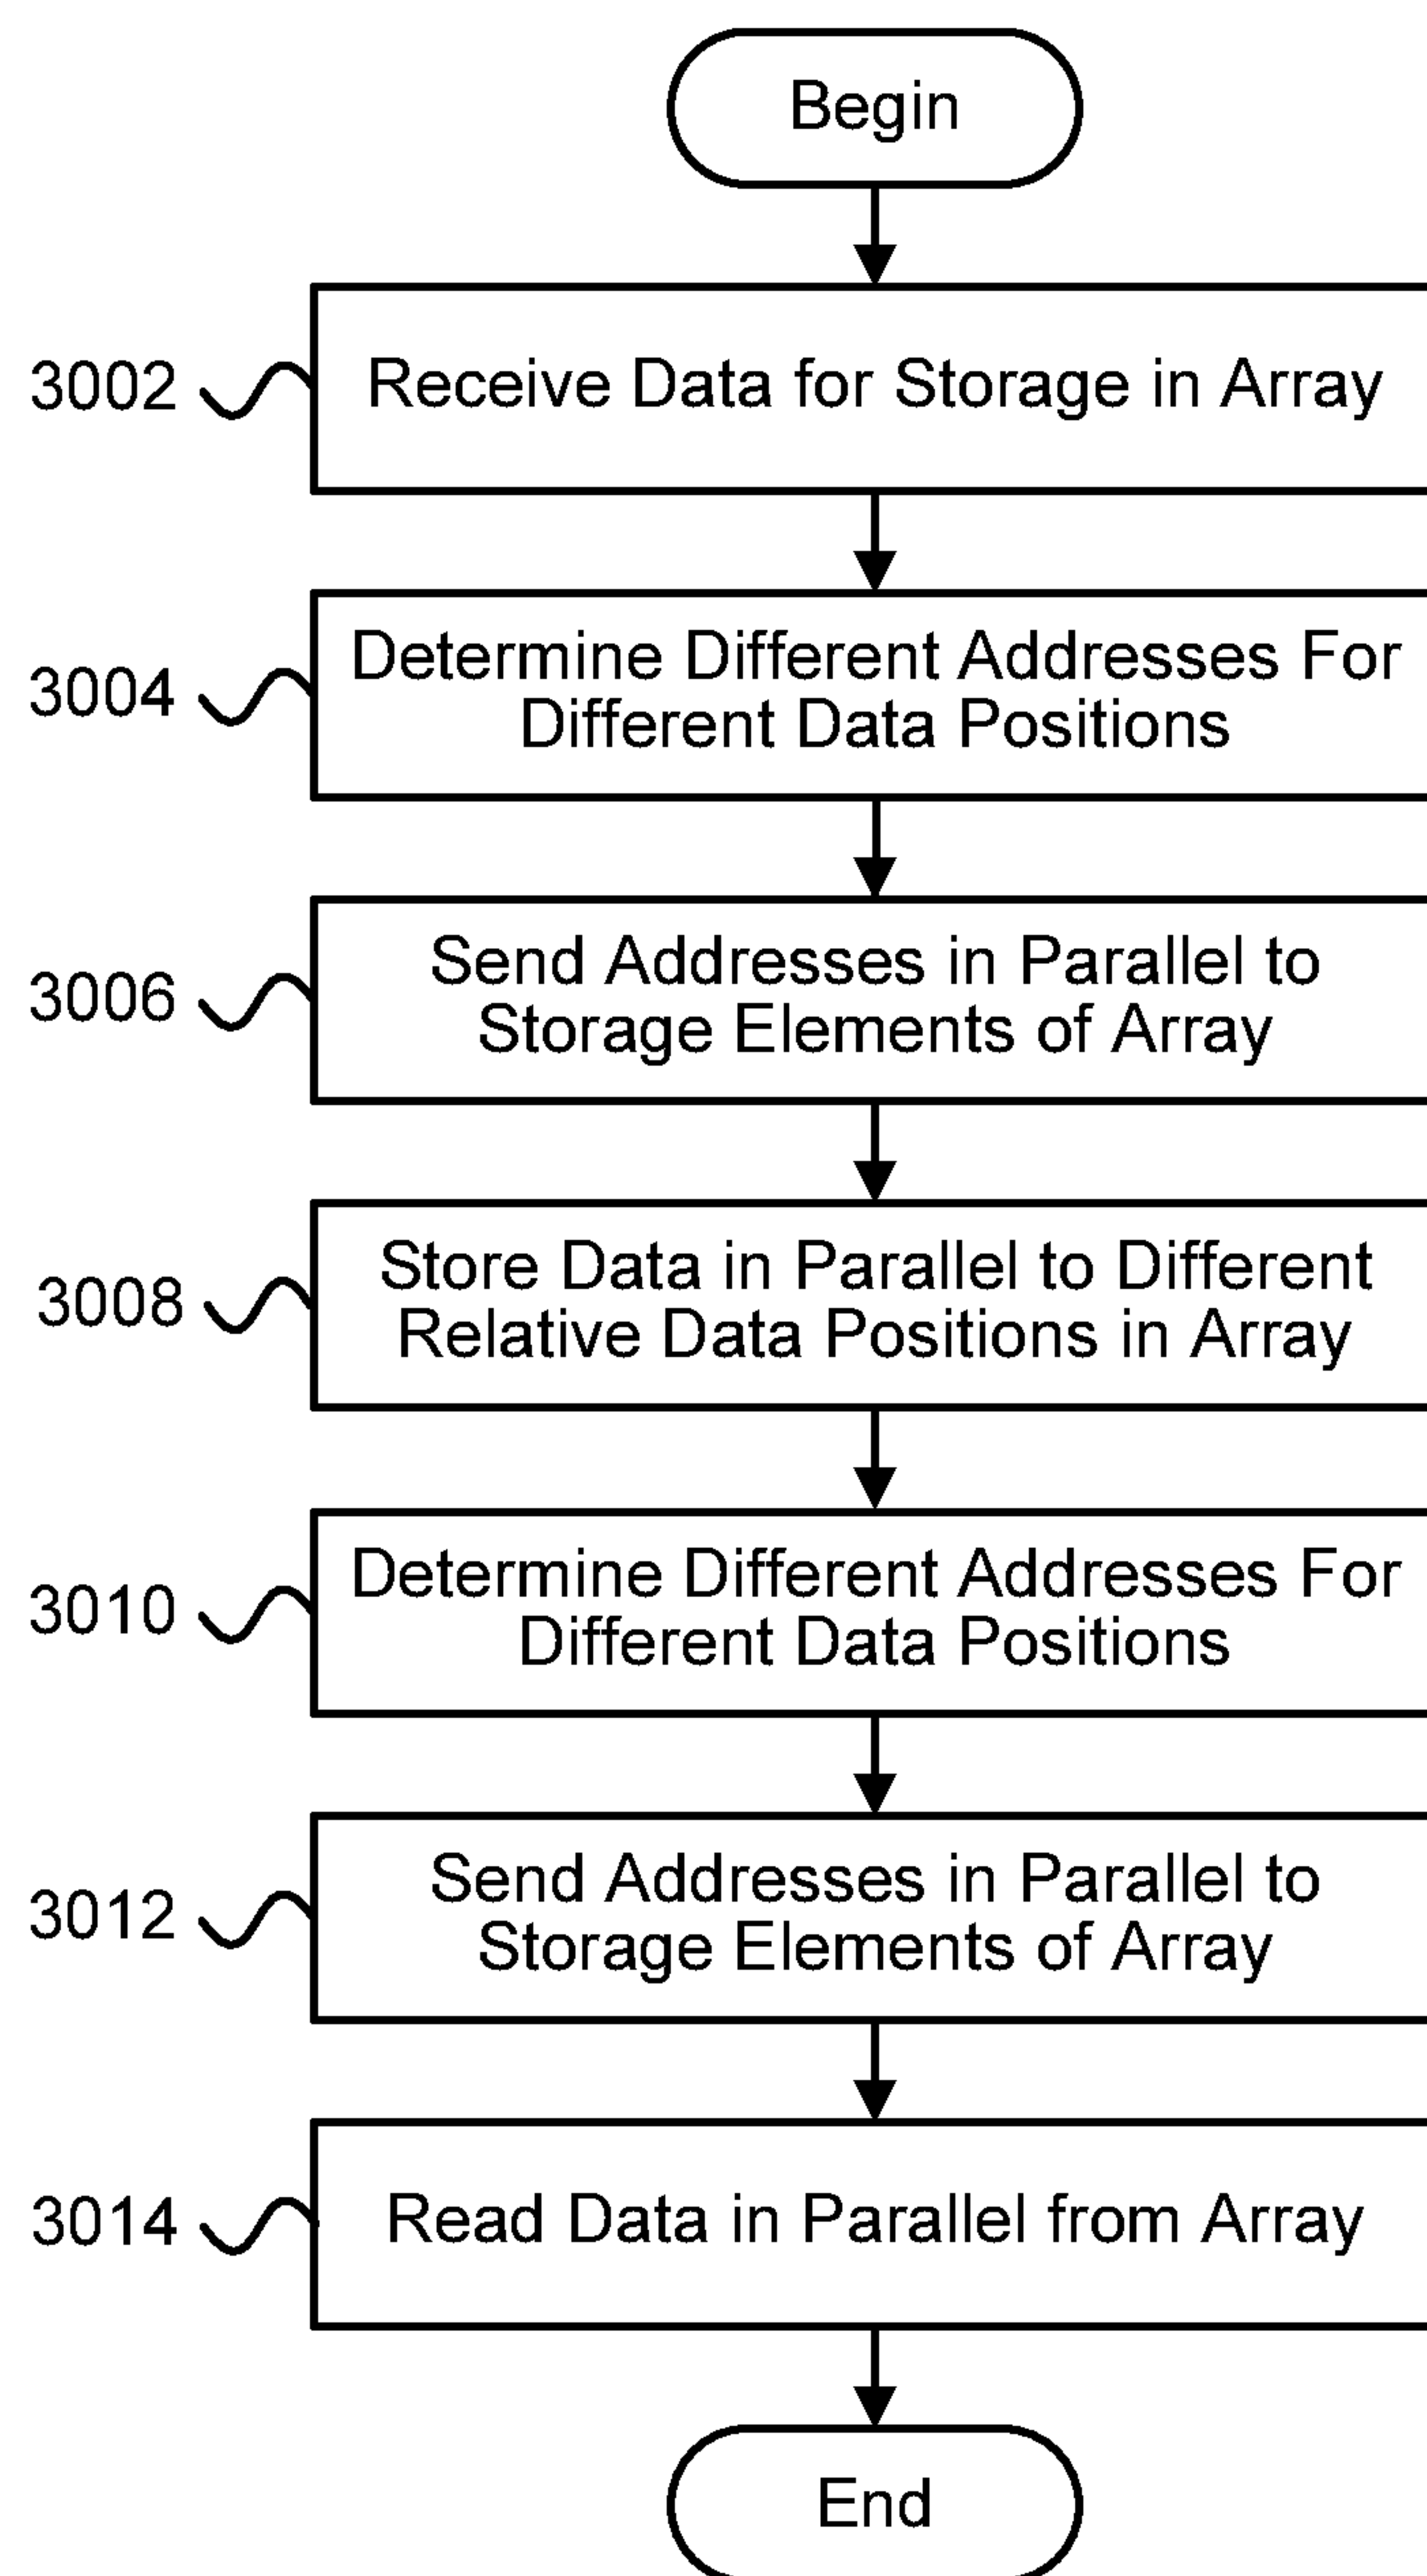 Begin
3002
Receive Data for Storage in Array
3004
Determine Different Addresses For
Different Data Positions
3006
Send Addresses in Parallel to
Storage Elements of Array
3008
Store Data in Parallel to Different
Relative Data Positions in Array
3010
Determine Different Addresses For
Different Data Positions
3012
Send Addresses in Parallel to
Storage Elements of Array
3014
Read Data in Parallel from Array
End